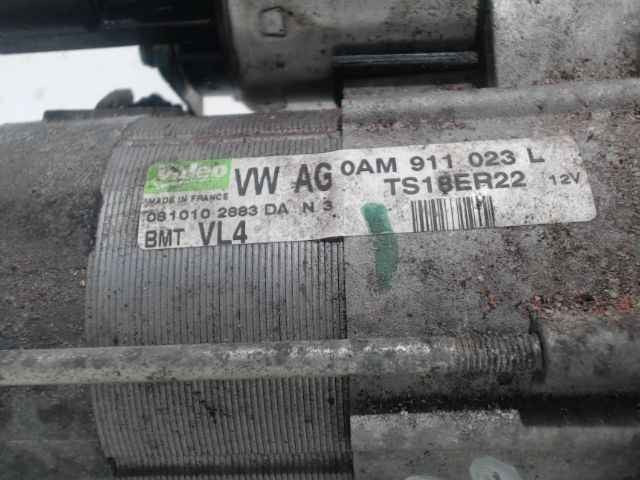 Valeo VW AG 0AM 911 023 L
MADE IN FRANCE TS18ER22 12V
081010 2883 DA N 3
BMT VL4